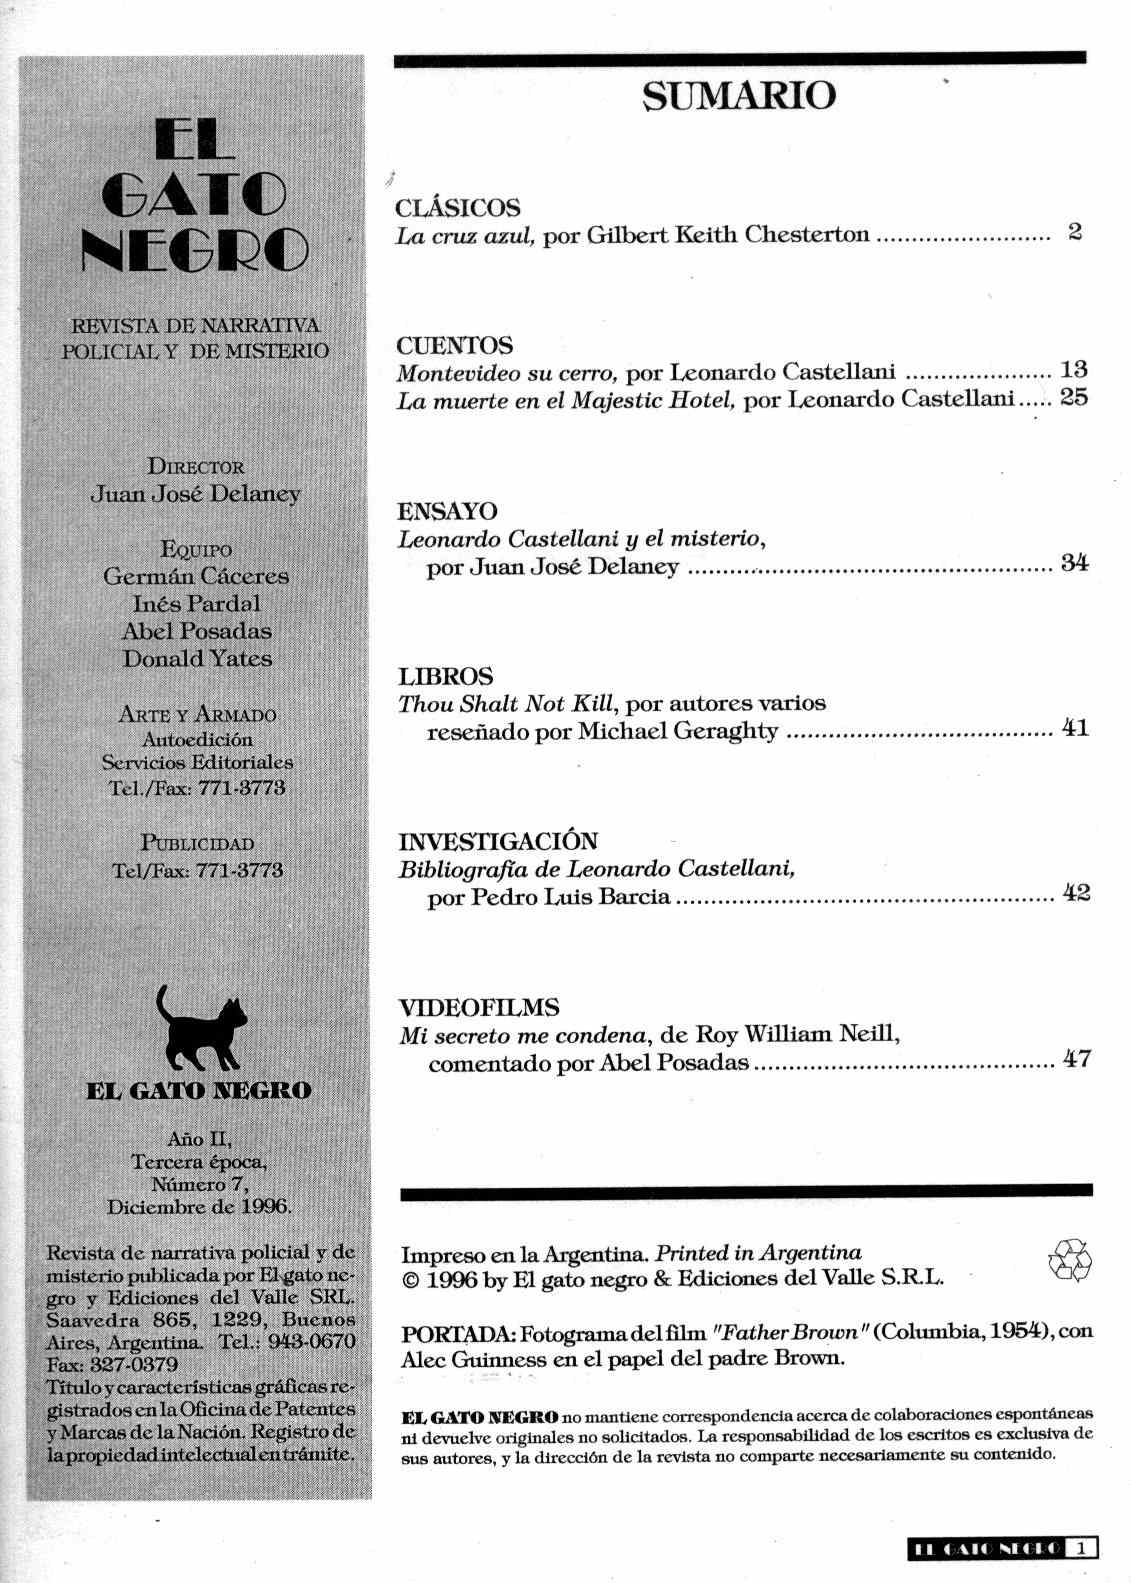 EL
GATO
NEGRO
REVISTA DE NARRATIVA
POLICIAL Y DE MISTERIO
DIRECTOR
Juan José Delaney
EQUIPO
Germán Cáceres
Inés Pardal
Abel Posadas
Donald Yates
ARTE Y ARMADO
Autoedición
Servicios Editoriales
Tel./Fax: 771-3773
PUBLICIDAD
Tel/Fax: 771-3773
EL GATO NEGRO
Año II,
Tercera época,
Número 7,
Diciembre de 1996.
Revista de narrativa policial y de
misterio publicada por El gato ne-
gro y Ediciones del Valle SRL.
Saavedra 865, 1229, Buenos
Aires, Argentina. Tel.: 943-0670
Fax: 327-0379
Título y características gráficas re-
gistrados en la Oficina de Patentes
y Marcas de la Nación. Registro de
la propiedad intelectual en trámite.
SUMARIO
CLÁSICOS
La cruz azul, por Gilbert Keith Chesterton ......................... 2
CUENTOS
Montevideo su cerro, por Leonardo Castellani ..................... 13
La muerte en el Majestic Hotel, por Leonardo Castellani ..... 25
ENSAYO
Leonardo Castellani y el misterio,
por Juan José Delaney .................................................... 34
LIBROS
Thou Shalt Not Kill, por autores varios
reseñado por Michael Geraghty ...................................... 41
INVESTIGACIÓN
Bibliografía de Leonardo Castellani,
por Pedro Luis Barcia ...................................................... 42
VIDEOFILMS
Mi secreto me condena, de Roy William Neill,
comentado por Abel Posadas ........................................... 47
Impreso en la Argentina. Printed in Argentina
© 1996 by El gato negro & Ediciones del Valle S.R.L.
PORTADA: Fotograma del film "Father Brown" (Columbia, 1954), con
Alec Guinness en el papel del padre Brown.
EL GATO NEGRO no mantiene correspondencia acerca de colaboraciones espontáneas
ni devuelve originales no solicitados. La responsabilidad de los escritos es exclusiva de
sus autores, y la dirección de la revista no comparte necesariamente su contenido.
EL GATO NEGRO 1